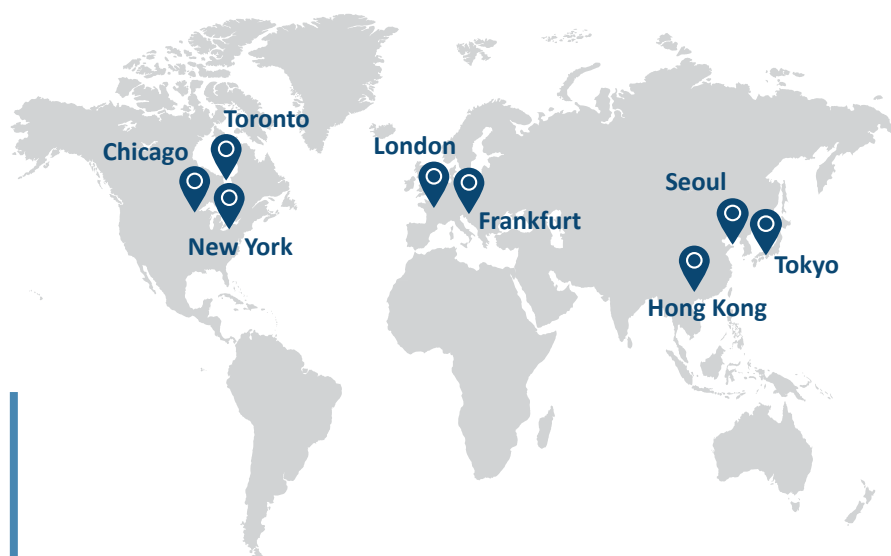 Toronto
Chicago
New York
London
Frankfurt
Seoul
Tokyo
Hong Kong